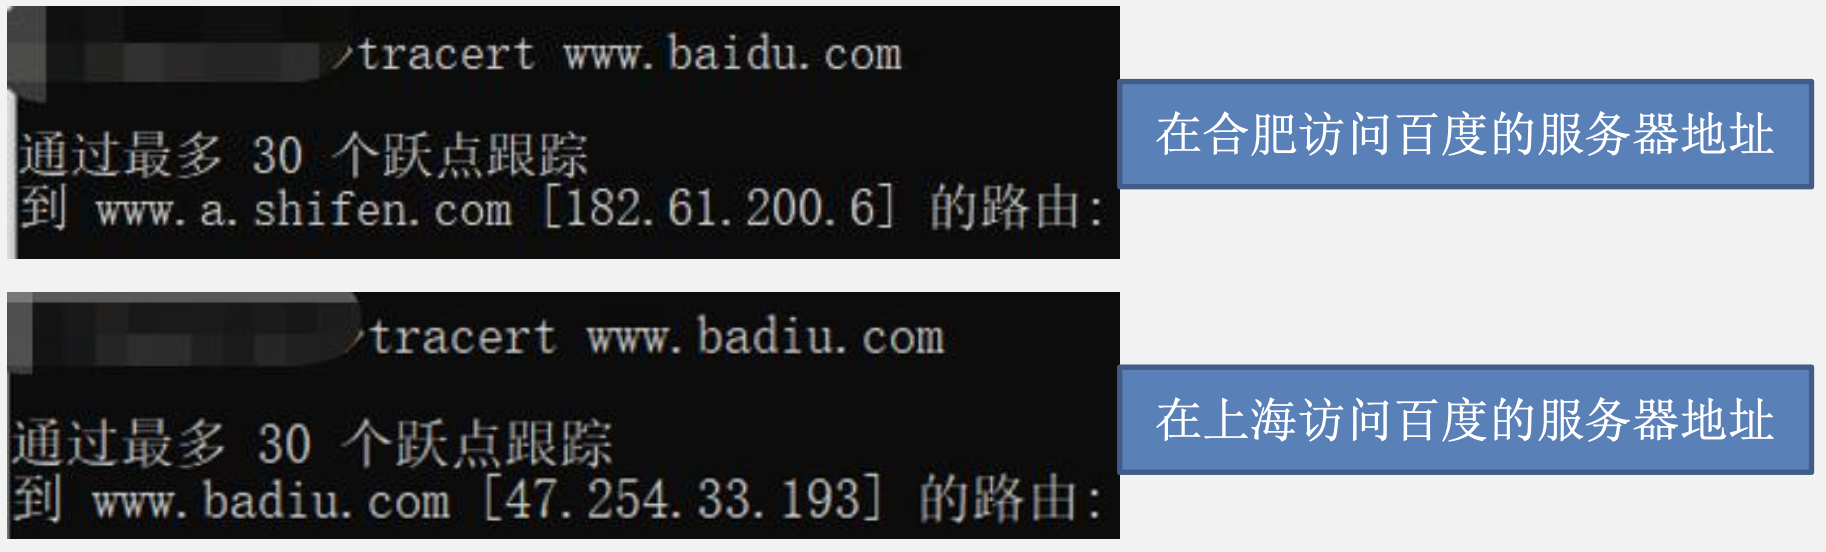 >tracert www.baidu.com
通过最多 30 个跃点跟踪
到 www.a.shifen.com [182.61.200.6] 的路由:
在合肥访问百度的服务器地址
>tracert www.badiu.com
通过最多 30 个跃点跟踪
到 www.badiu.com [47.254.33.193] 的路由:
在上海访问百度的服务器地址